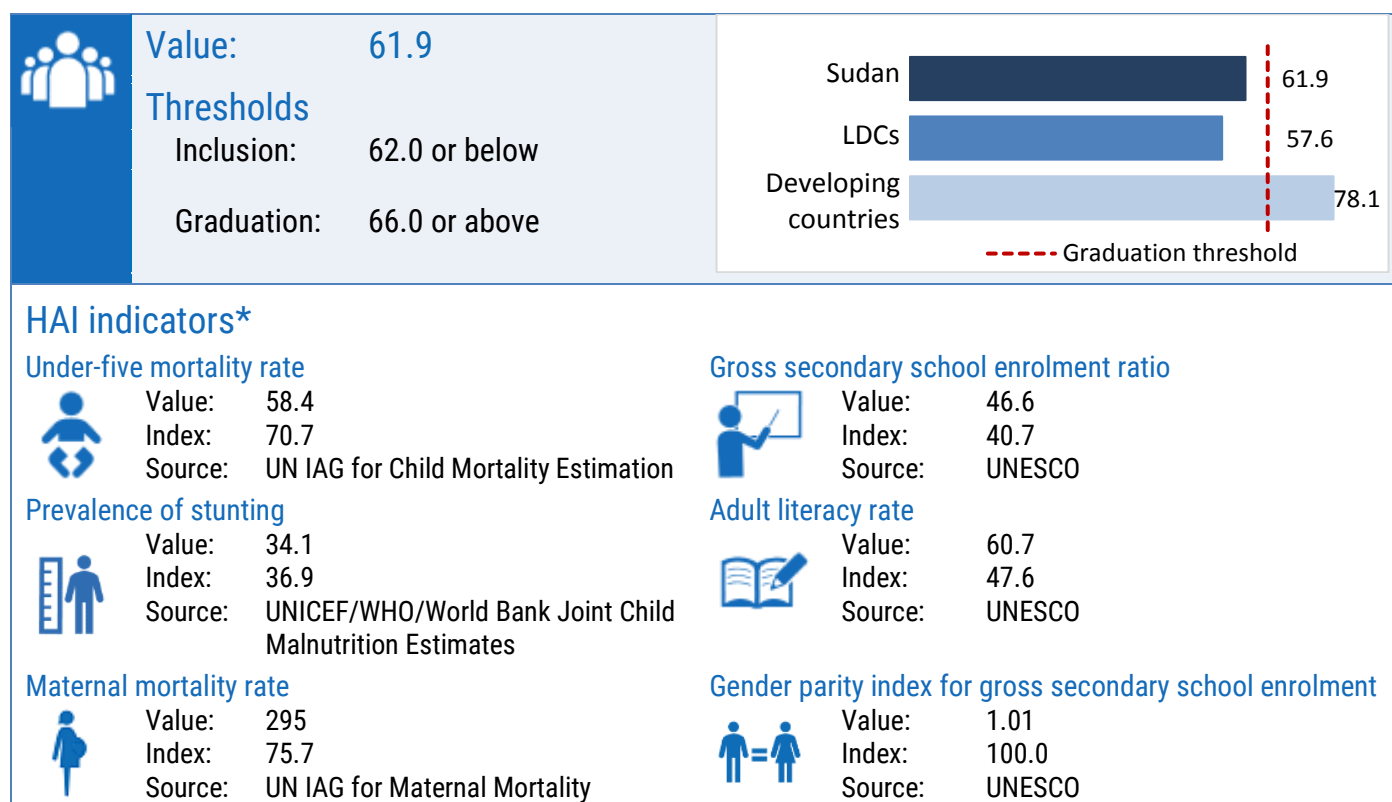 Value: 61.9
Thresholds
Inclusion: 62.0 or below
Graduation: 66.0 or above
Sudan 61.9
LDCs 57.6
Developing
countries 78.1
Graduation threshold
HAI indicators*
Under-five mortality rate
Value: 58.4
Index: 70.7
Source: UN IAG for Child Mortality Estimation
Prevalence of stunting
Value: 34.1
Index: 36.9
Source: UNICEF/WHO/World Bank Joint Child
Malnutrition Estimates
Maternal mortality rate
Value: 295
Index: 75.7
Source: UN IAG for Maternal Mortality
Gross secondary school enrolment ratio
Value: 46.6
Index: 40.7
Source: UNESCO
Adult literacy rate
Value: 60.7
Index: 47.6
Source: UNESCO
Gender parity index for gross secondary school enrolment
Value: 1.01
Index: 100.0
Source: UNESCO